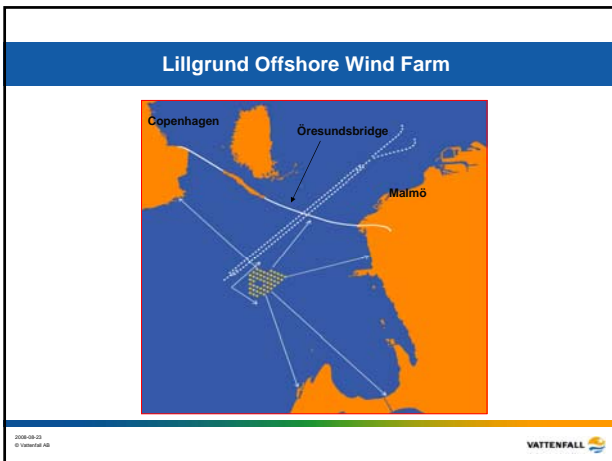 Lillgrund Offshore Wind Farm
Copenhagen
Öresundsbridge
Malmö
2008-08-23
© Vattenfall AB
VATTENFALL